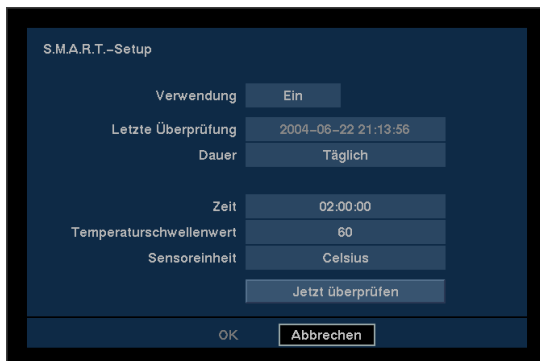 S.M.A.R.T.-Setup
Verwendung Ein
Letzte Überprüfung 2004-06-22 21:13:56
Dauer Täglich
Zeit 02:00:00
Temperaturschwellenwert 60
Sensoreinheit Celsius
Jetzt überprüfen
OK Abbrechen